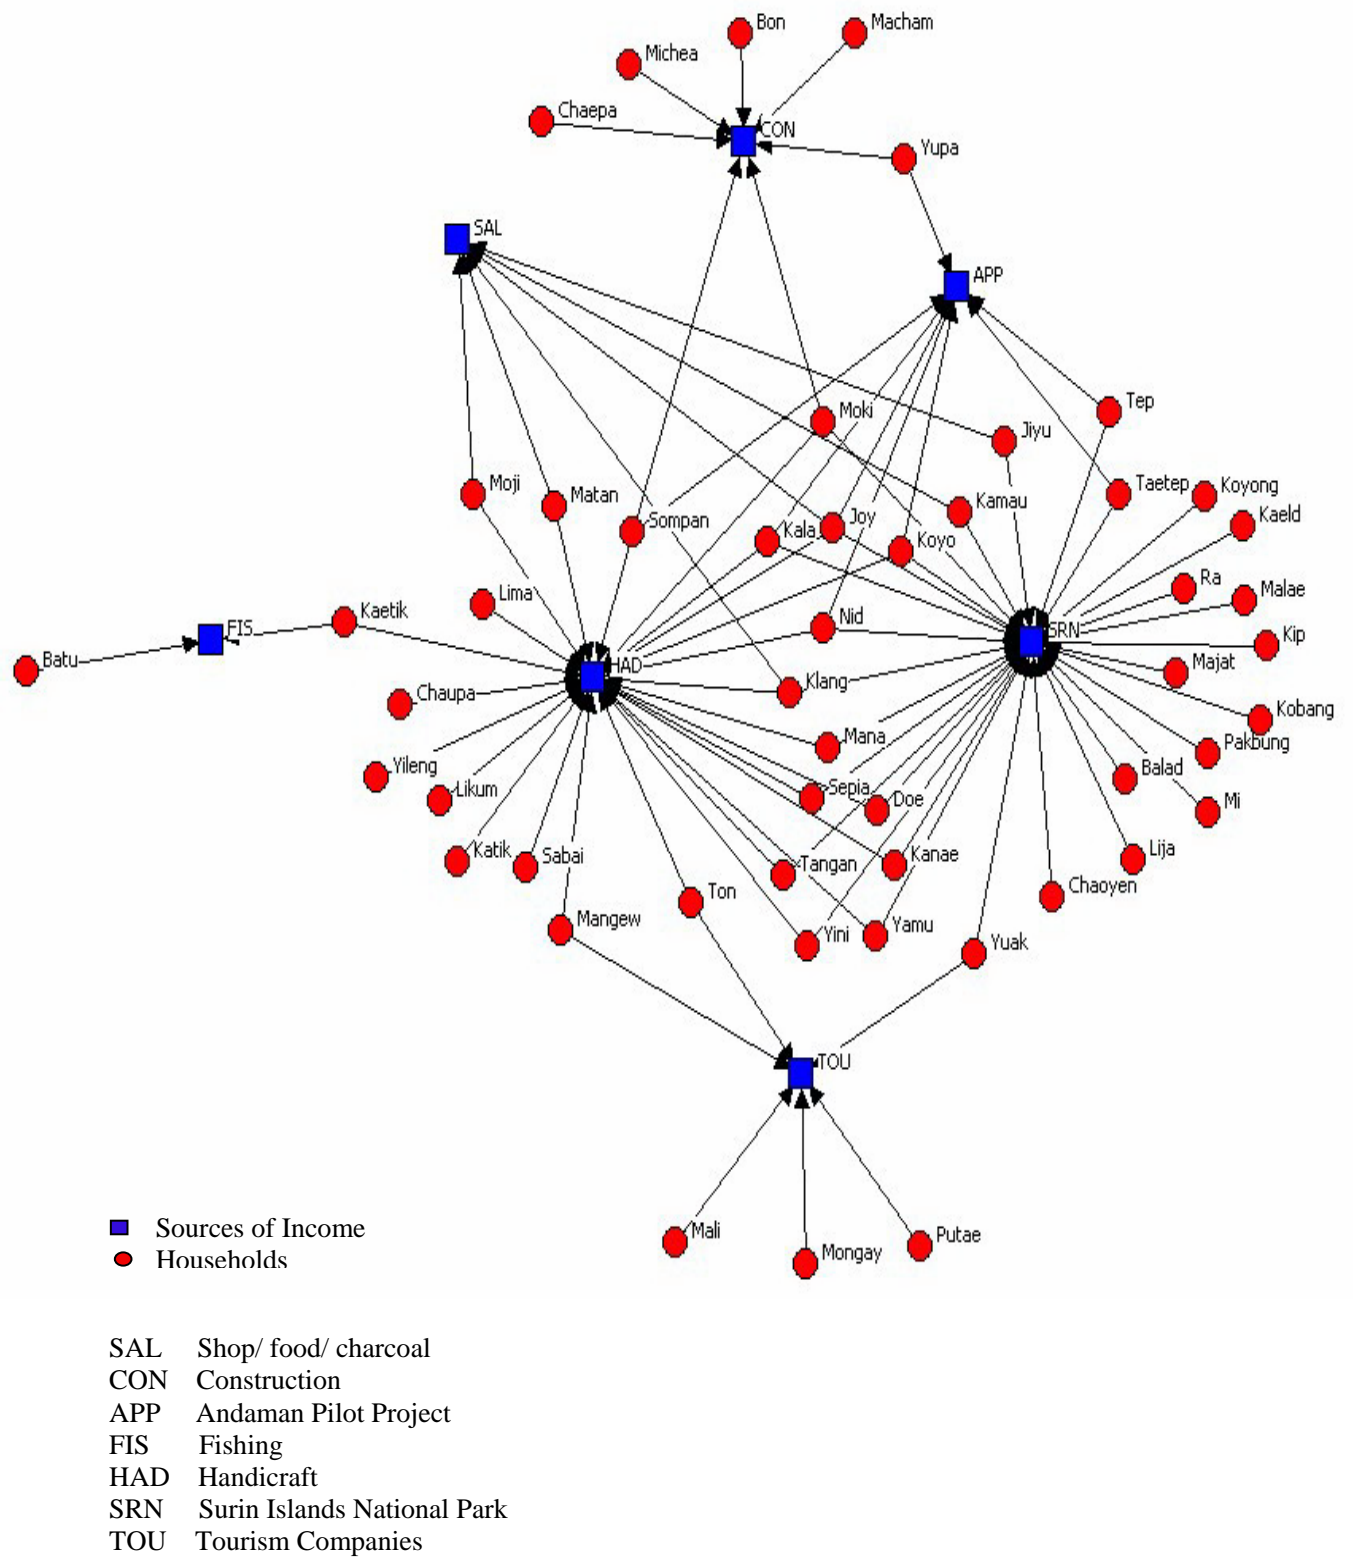 Bon
Macham
Michea
Chaepa
CON
Yupa
SAL
APP
Tep
Moki
Jiyu
Moji
Matan
Sompan
Kala
Joy
Koyo
Kamau
Taetep
Koyong
Kaeld
Lima
Ra
Malae
Kaetik
Nid
SRN
FIS
Kip
Batu
HAD
Majat
Chaupa
Klang
Kobang
Mana
Pakbung
Yileng
Balad
Likum
Sepia
Doe
Mi
Katik
Sabai
Tangan
Kanae
Lija
Ton
Chaoyen
Mangew
Yini
Yamu
Yuak
TOU
Mali
Mongay
Putae
Sources of Income
Households
SAL Shop/ food/ charcoal
CON Construction
APP Andaman Pilot Project
FIS Fishing
HAD Handicraft
SRN Surin Islands National Park
TOU Tourism Companies